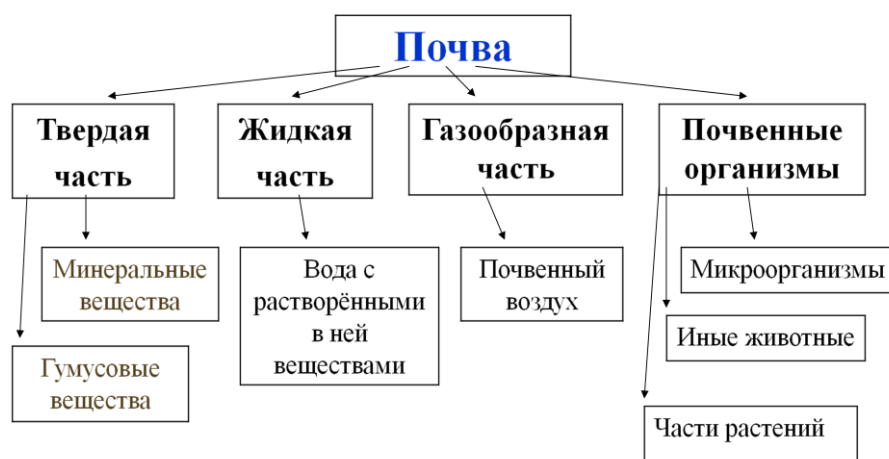 Почва
Твердая
часть
Жидкая
часть
Газообразная
часть
Почвенные
организмы
Минеральные
вещества
Гумусовые
вещества
Вода с
растворёнными
в ней
веществами
Почвенный
воздух
Микроорганизмы
Иные животные
Части растений